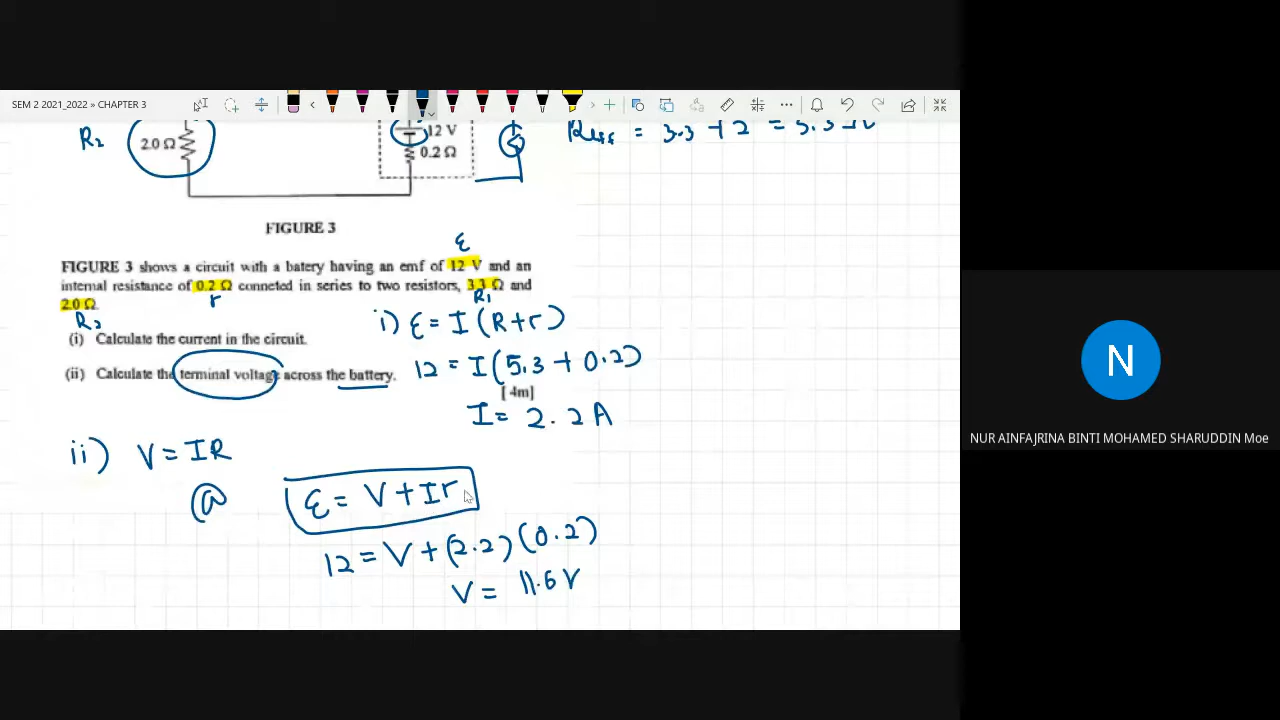 SEM 2 2021_2022 » CHAPTER 3
R2
2.0 Ω
12 V
0.2 Ω
Reff = 3.3 + 2 = 5.3 Ω
FIGURE 3
ε
FIGURE 3 shows a circuit with a batery having an emf of 12 V and an
internal resistance of 0.2 Ω conneted in series to two resistors, 3.3 Ω and
r
R1
2.0 Ω.
R2
(i) Calculate the current in the circuit.
(ii) Calculate the terminal voltage across the battery.
[ 4m]
i) ε = I (R+r)
12 = I (5.3 + 0.2)
I = 2.2 A
ii) V = IR
@
ε = V + Ir
12 = V + (2.2) (0.2)
V = 11.6 V
N
NUR AINFAJRINA BINTI MOHAMED SHARUDDIN Moe